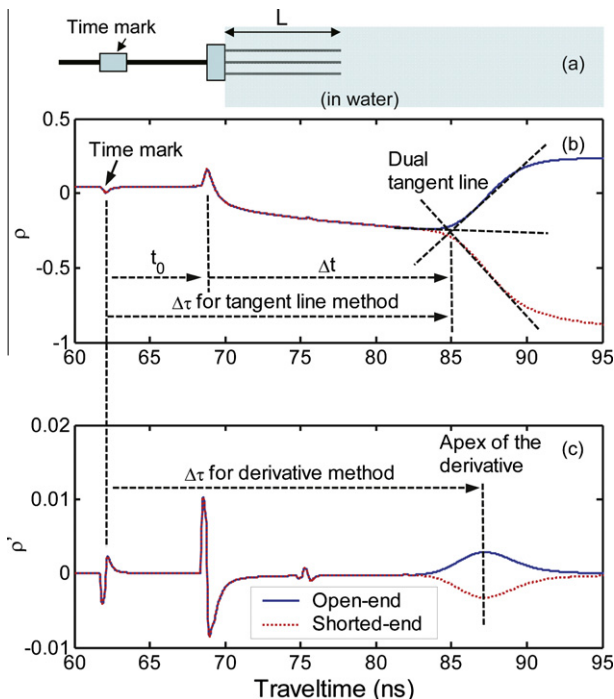 Time mark
L
(a)
(in water)
0.5
0
-0.5
-1
ρ
Time mark
(b)
Dual
tangent line
t0
Δt
Δτ for tangent line method
60 65 70 75 80 85 90 95
0.02
0.01
0
-0.01
ρ'
Apex of the
derivative
(c)
Δτ for derivative method
Open-end
Shorted-end
60 65 70 75 80 85 90 95
Traveltime (ns)